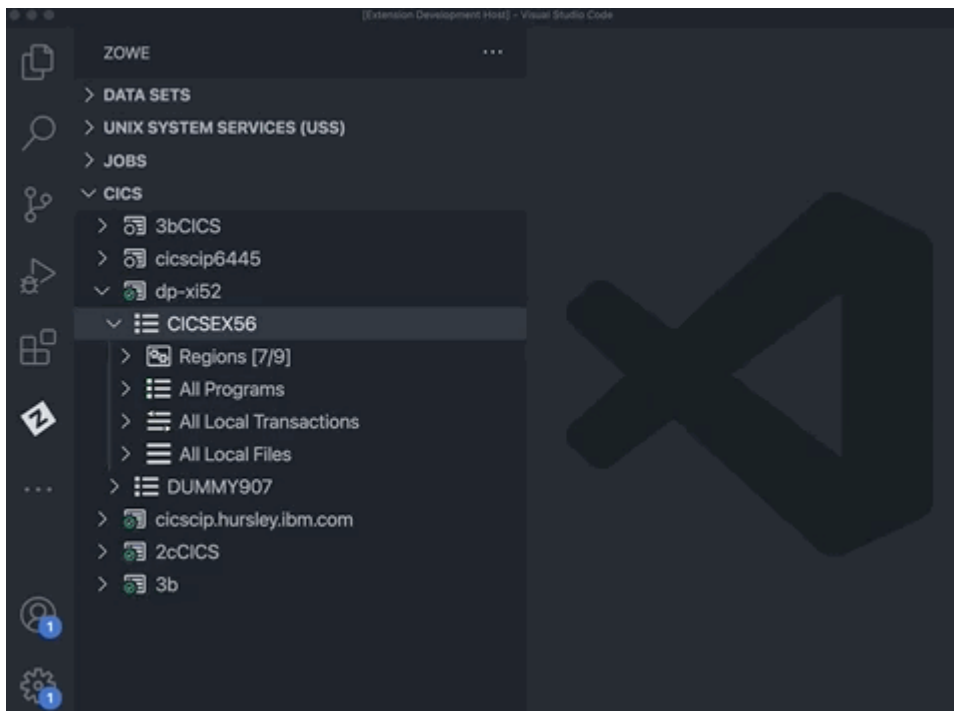 [Extension Development Host] - Visual Studio Code
ZOWE
DATA SETS
UNIX SYSTEM SERVICES (USS)
JOBS
CICS
3bCICS
cicscip6445
dp-xi52
CICSEX56
Regions [7/9]
All Programs
All Local Transactions
All Local Files
DUMMY907
cicscip.hursley.ibm.com
2cCICS
3b
1
1